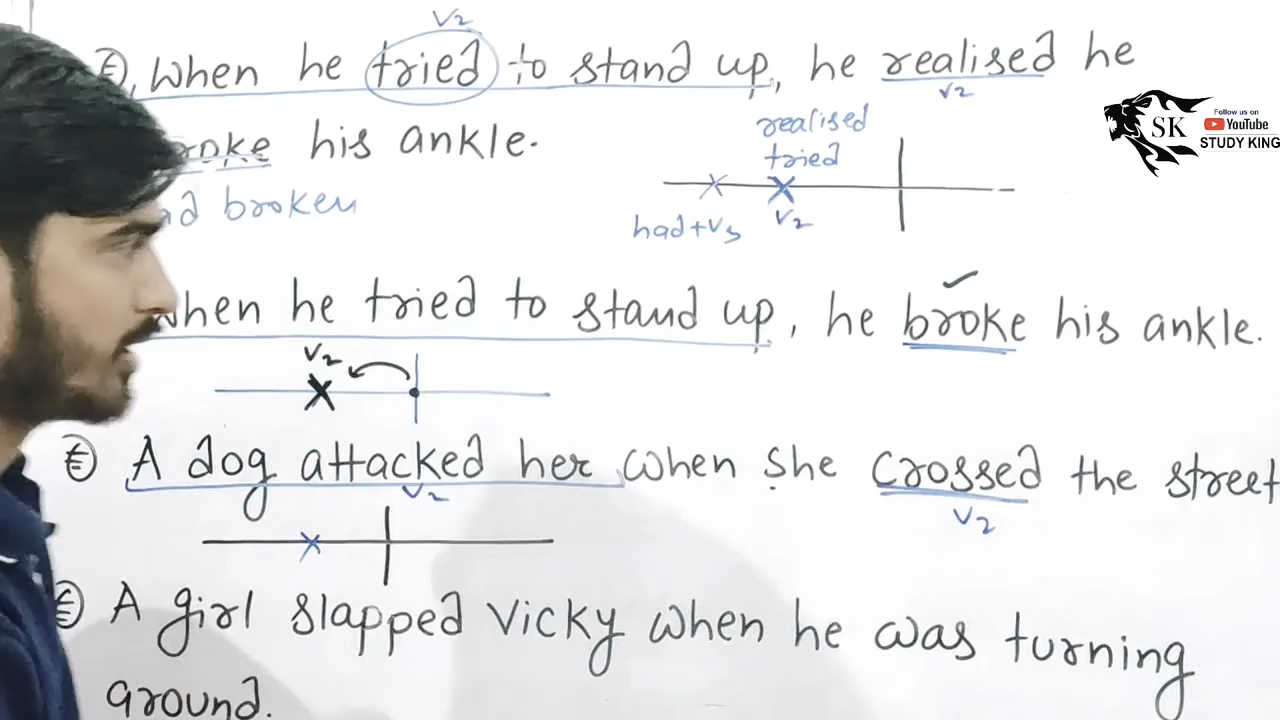 V2
Ⓔ, When he tried to stand up, he realised he
V2
his ankle.
realised
tried
broken
had+V3
V2
when he tried to stand up, he broke his ankle.
V2
Ⓔ A dog attacked her when she crossed the street
V2
V2
Ⓔ A girl slapped Vicky when he was turning
around.
SK
Follow us on
YouTube
STUDY KING